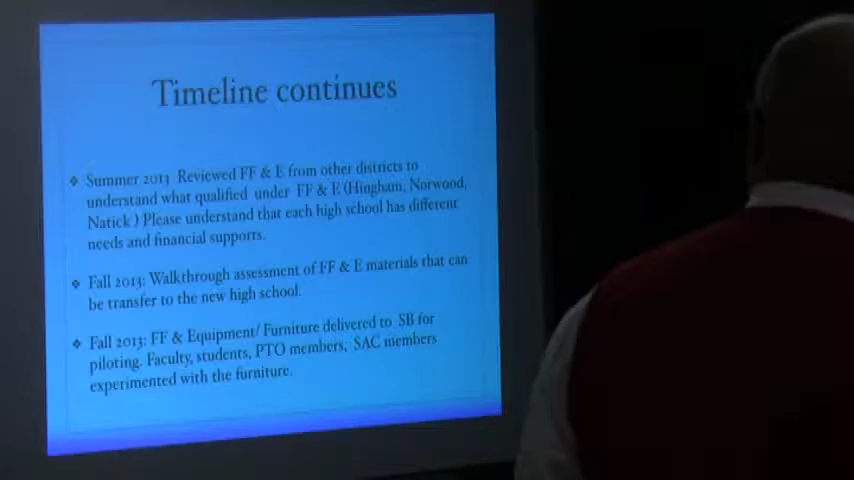 Timeline continues
❖ Summer 2013 Reviewed FF & E from other districts to
understand what qualified under FF & E (Hingham, Norwood,
Natick ) Please understand that each high school has different
needs and financial supports.
❖ Fall 2013: Walkthrough assessment of FF & E materials that can
be transfer to the new high school.
❖ Fall 2013: FF & Equipment/ Furniture delivered to SB for
piloting. Faculty, students, PTO members, SAC members
experimented with the furniture.